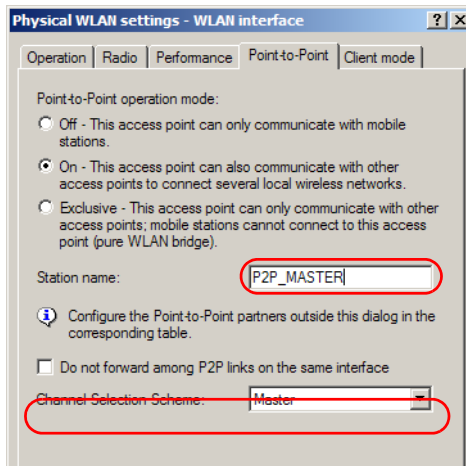 Physical WLAN settings - WLAN interface
Operation Radio Performance Point-to-Point Client mode
Point-to-Point operation mode:
Off - This access point can only communicate with mobile
stations.
On - This access point can also communicate with other
access points to connect several local wireless networks.
Exclusive - This access point can only communicate with other
access points; mobile stations cannot connect to this access
point (pure WLAN bridge).
Station name: P2P_MASTER
Configure the Point-to-Point partners outside this dialog in the
corresponding table.
Do not forward among P2P links on the same interface
Channel Selection Scheme: Master